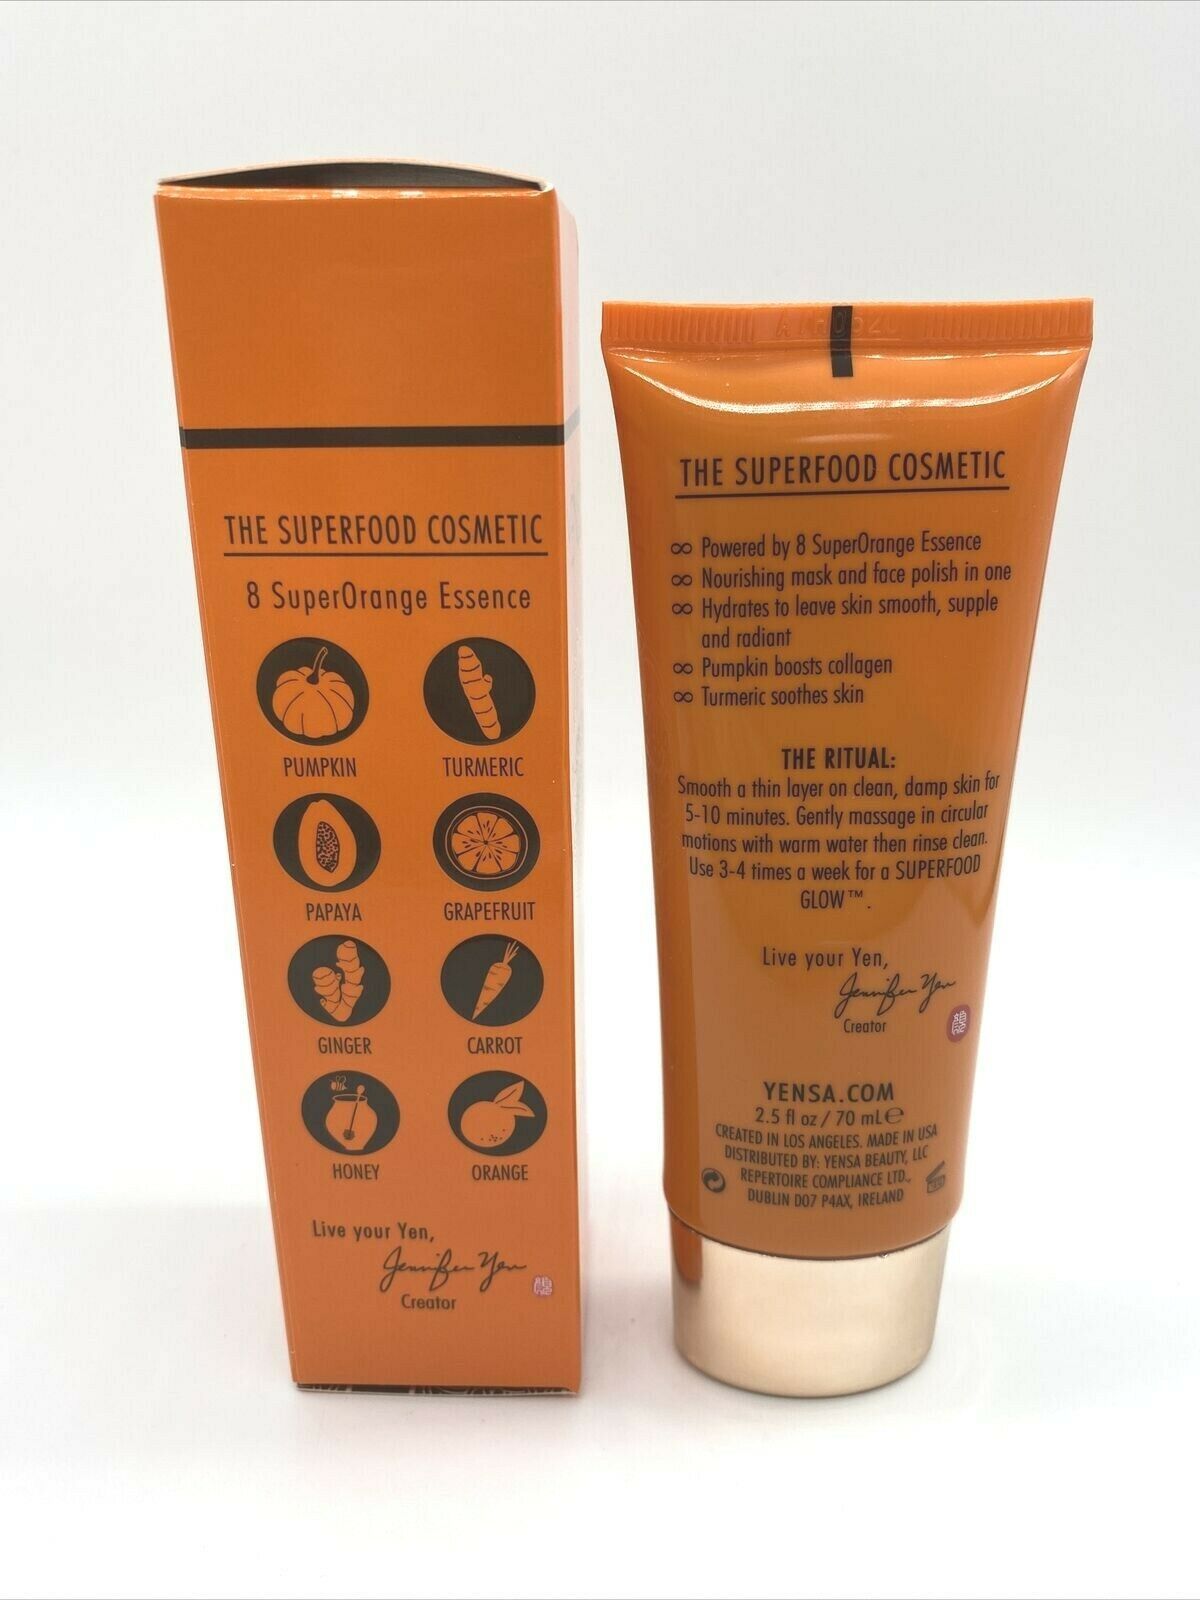 THE SUPERFOOD COSMETIC
8 SuperOrange Essence
PUMPKIN TURMERIC
PAPAYA GRAPEFRUIT
GINGER CARROT
HONEY ORANGE
Live your Yen,
Jennifer Yen
Creator
THE SUPERFOOD COSMETIC
∞ Powered by 8 SuperOrange Essence
∞ Nourishing mask and face polish in one
∞ Hydrates to leave skin smooth, supple
and radiant
∞ Pumpkin boosts collagen
∞ Turmeric soothes skin
THE RITUAL:
Smooth a thin layer on clean, damp skin for
5-10 minutes. Gently massage in circular
motions with warm water then rinse clean.
Use 3-4 times a week for a SUPERFOOD
GLOW™.
Live your Yen,
Jennifer Yen
Creator
YENSA.COM
2.5 fl oz / 70 mL℮
CREATED IN LOS ANGELES. MADE IN USA
DISTRIBUTED BY: YENSA BEAUTY, LLC
REPERTOIRE COMPLIANCE LTD.,
DUBLIN D07 P4AX, IRELAND